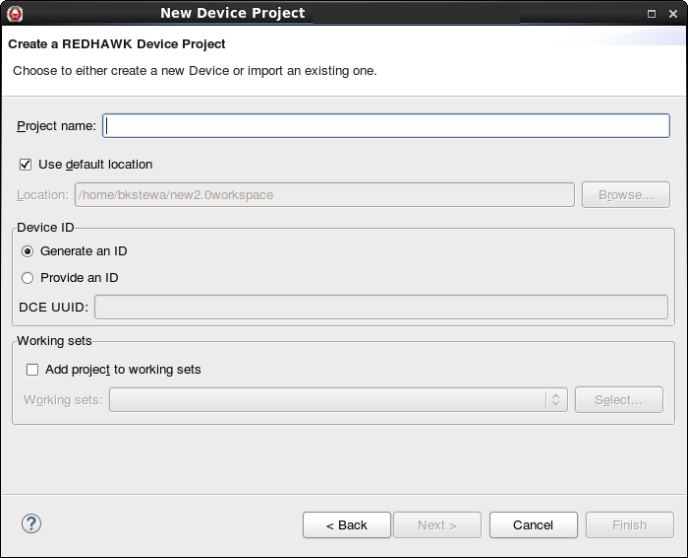 New Device Project
Create a REDHAWK Device Project
Choose to either create a new Device or import an existing one.
Project name:
Use default location
Location: /home/bkstewa/new2.0workspace Browse...
Device ID
Generate an ID
Provide an ID
DCE UUID:
Working sets
Add project to working sets
Working sets: Select...
? < Back Next > Cancel Finish